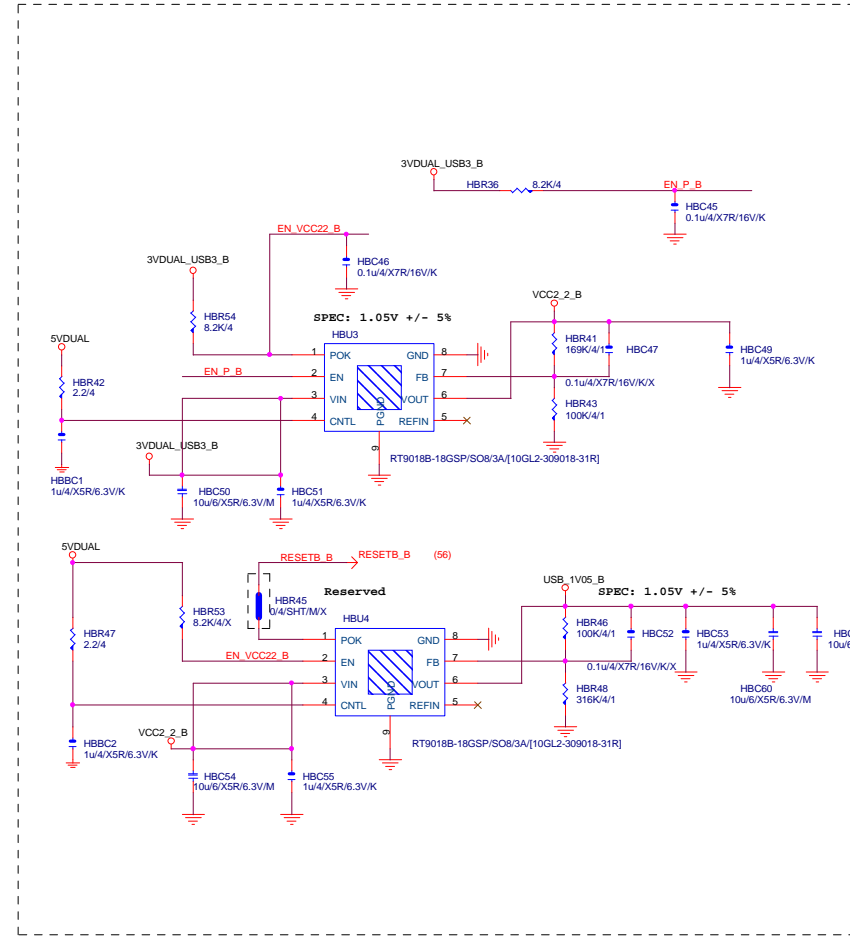 3VDUAL_USB3_B
HBR36
8.2K/4
EN_P_B
HBC45
0.1u/4/X7R/16V/K
EN_VCC22_B
3VDUAL_USB3_B
HBC46
0.1u/4/X7R/16V/K
VCC2_2_B
HBR54
8.2K/4
SPEC: 1.05V +/- 5%
5VDUAL
HBU3
HBR41
169K/4/1
HBC47
HBC49
1u/4/X5R/6.3V/K
1 POK GND 8
EN_P_B
2 EN FB 7
HBR42
2.2/4
0.1u/4/X7R/16V/K/X
3 VIN VOUT 6
HBR43
100K/4/1
4 CNTL REFIN 5
PGND
9
3VDUAL_USB3_B
RT9018B-18GSP/SO8/3A/[10GL2-309018-31R]
HBBC1
1u/4/X5R/6.3V/K
HBC50
10u/6/X5R/6.3V/M
HBC51
1u/4/X5R/6.3V/K
5VDUAL
RESETB_B
RESETB_B (56)
USB_1V05_B
SPEC: 1.05V +/- 5%
Reserved
HBR45
0/4/SHT/M/X
HBR53
8.2K/4/X
HBU4
HBR46
100K/4/1
HBC52
HBC53
1u/4/X5R/6.3V/K
HBC
10u/6
HBR47
2.2/4
1 POK GND 8
EN_VCC22_B
2 EN FB 7
0.1u/4/X7R/16V/K/X
3 VIN VOUT 6
HBR48
316K/4/1
HBC60
10u/6/X5R/6.3V/M
4 CNTL REFIN 5
PGND
9
VCC2_2_B
HBBC2
1u/4/X5R/6.3V/K
RT9018B-18GSP/SO8/3A/[10GL2-309018-31R]
HBC54
10u/6/X5R/6.3V/M
HBC55
1u/4/X5R/6.3V/K